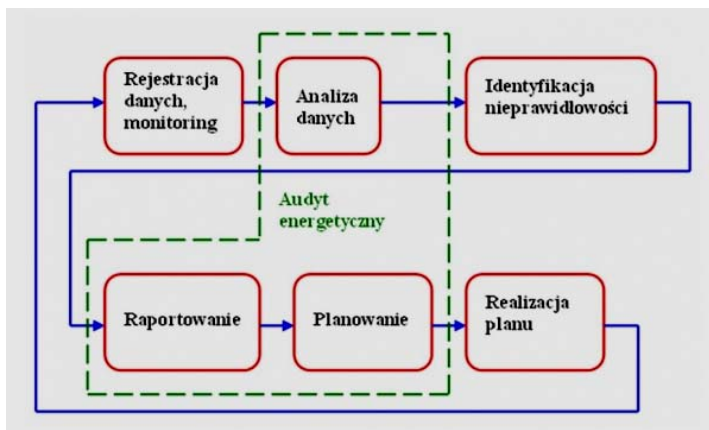 Rejestracja
danych,
monitoring
Analiza
danych
Identyfikacja
nieprawidłowości
Audyt
energetyczny
Raportowanie
Planowanie
Realizacja
planu